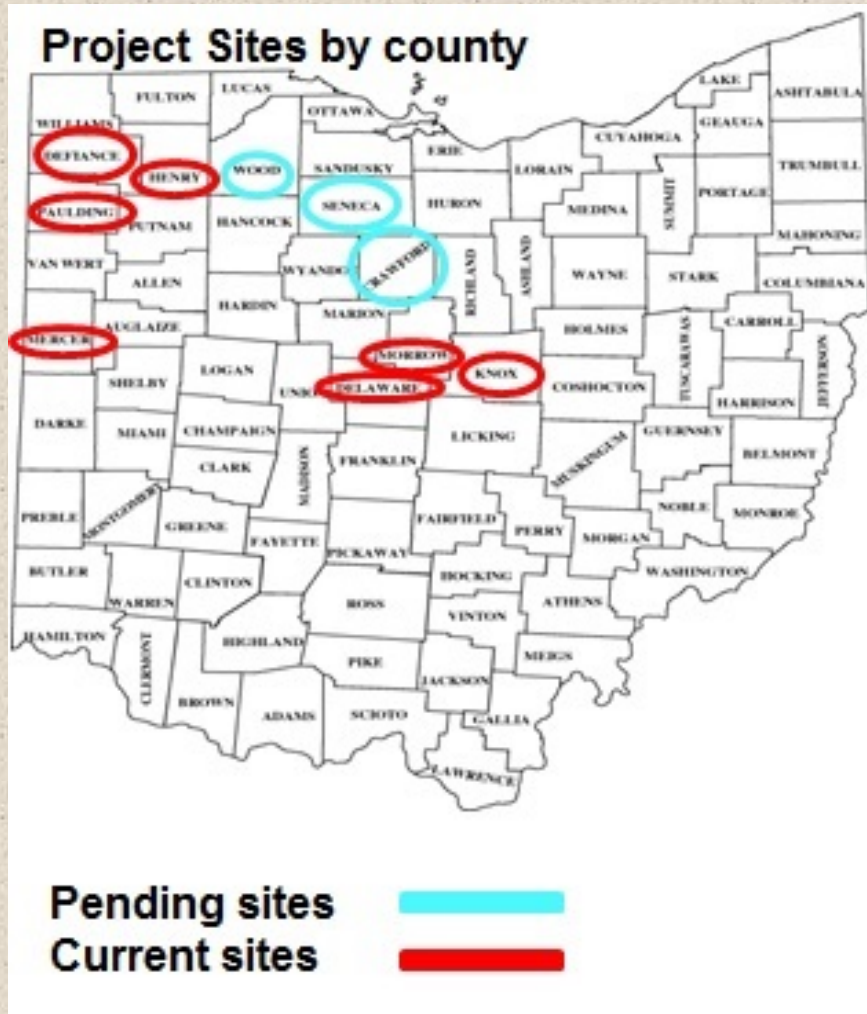 Project Sites by county
LAKE
ASHTABULA
LUCAS
FULTON
OTTAWA
GEAUGA
WILLIAMS
CUYAHOGA
ERIE
DEFIANCE
TRUMBULL
WOOD
SANDUSKY
LORAIN
HENRY
PORTAGE
SUMMIT
SENECA
HURON
MEDINA
PAULDING
HANCOCK
PUTNAM
MAHONING
VAN WERT
WYANDO
CRAWFORD
RICHLAND
ASHLAND
WAYNE
STARK
ALLEN
COLUMBIANA
HARDIN
MARION
CARROLL
AUGLAIZE
HOLMES
MERCER
TUSCARAWAS
JEFFERSON
MORROW
LOGAN
KNOX
SHELBY
UNIO
DELAWARE
COSHOCTON
HARRISON
DARKE
MIAMI
CHAMPAIGN
LICKING
GUERNSEY
MUSKINGUM
BELMONT
CLARK
MADISON
FRANKLIN
NOBLE
PREBLE
MONTGOMERY
FAIRFIELD
MONROE
GREENE
PERRY
MORGAN
FAYETTE
PICKAWAY
BUTLER
HOCKING
WASHINGTON
CLINTON
WARREN
ROSS
ATHENS
VINTON
HAMILTON
HIGHLAND
CLERMONT
MEIGS
PIKE
JACKSON
BROWN
ADAMS
SCIOTO
GALLIA
LAWRENCE
Pending sites
Current sites